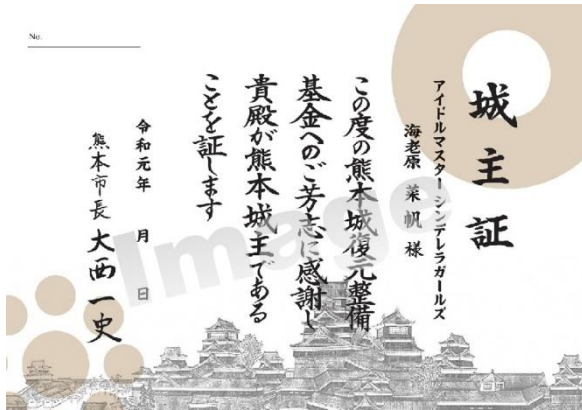 No.
城主証
アイドルマスター シンデレラガールズ
海老原 菜帆 様
この度の熊本城復元整備
基金へのご芳志に感謝し
貴殿が熊本城主である
ことを証します
令和元年　月　日
熊本市長 大西一史
Image